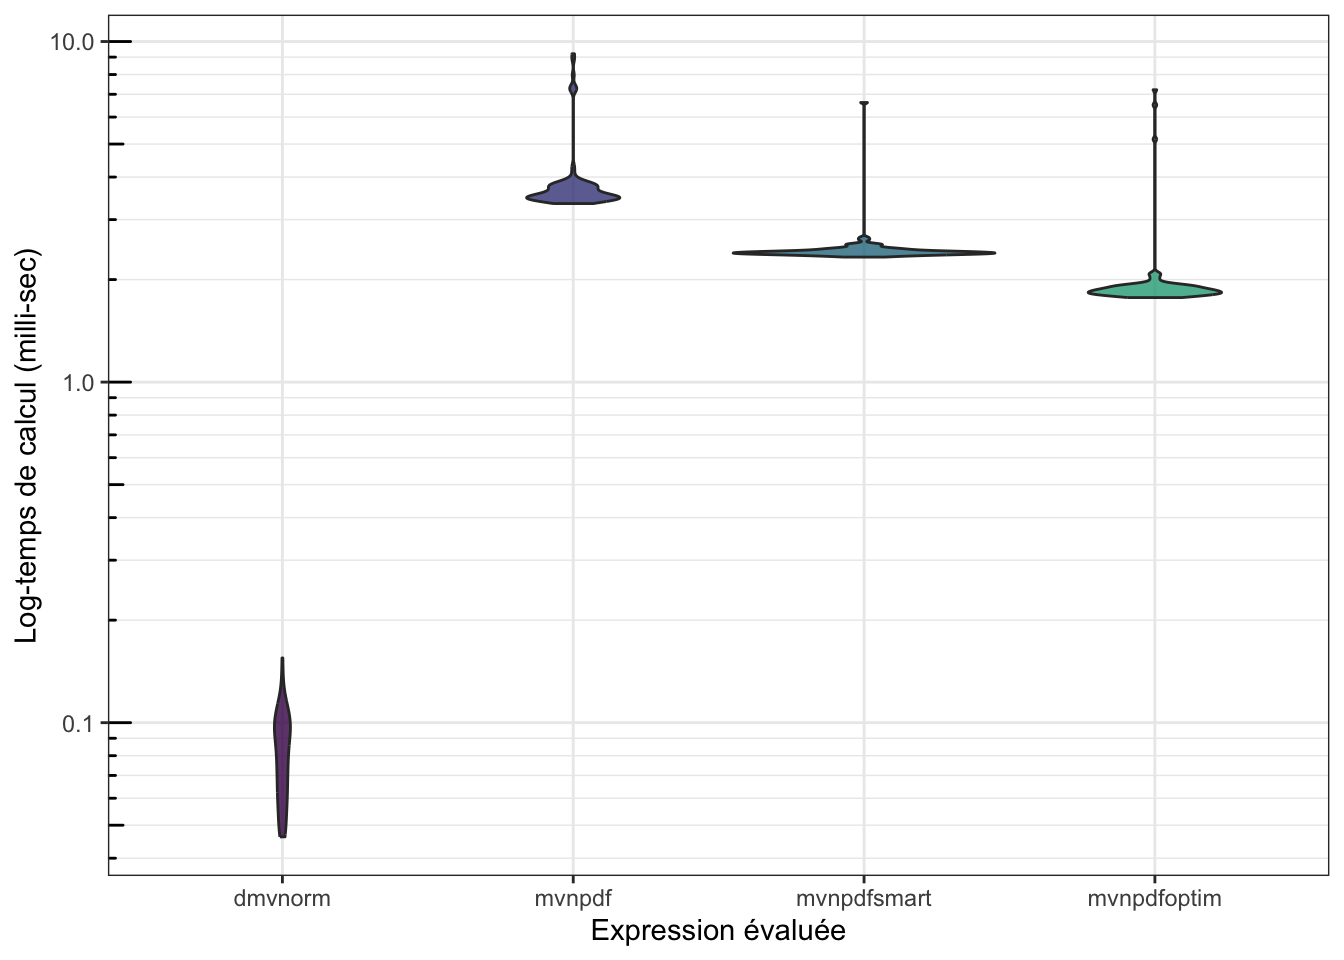 Log-temps de calcul (milli-sec)
10.0
1.0
0.1
dmvnorm mvnpdf mvnpdfsmart mvnpdfoptim
Expression évaluée